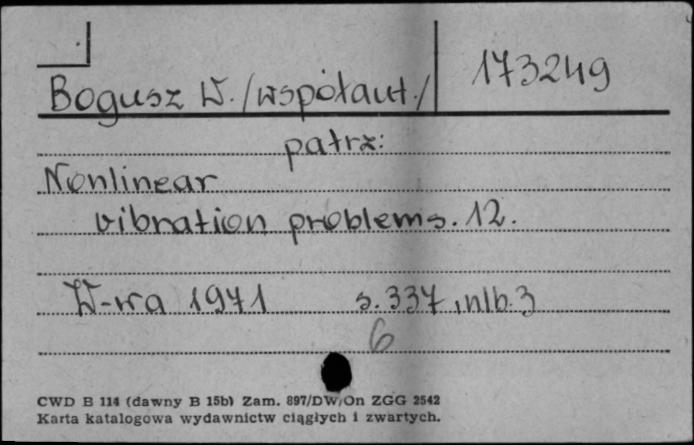 Bogusz W. /współaut./ 173249
patrz:
Nonlinear
vibration problems. 12.
W-wa 1971 s. 337, nlb. 3
6
CWD B 114 (dawny B 15b) Zam. 897/DW/On ZGG 2542
Karta katalogowa wydawnictw ciągłych i zwartych.